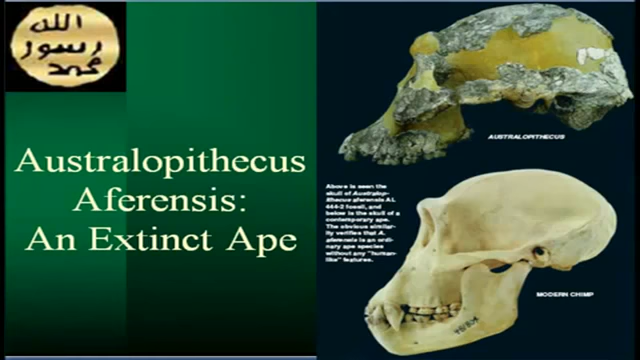 الله
رسول
محمد
Australopithecus
Aferensis:
An Extinct Ape
AUSTRALOPITHECUS
Above is seen the
skull of Australop-
ithecus aferensis AL
444-2 fossil, and
below is the skull of a
contemporary ape.
The obvious similar-
ity verifies that A.
aferensis is an ordi-
nary ape species
without any "human-
like" features.
MODERN CHIMP